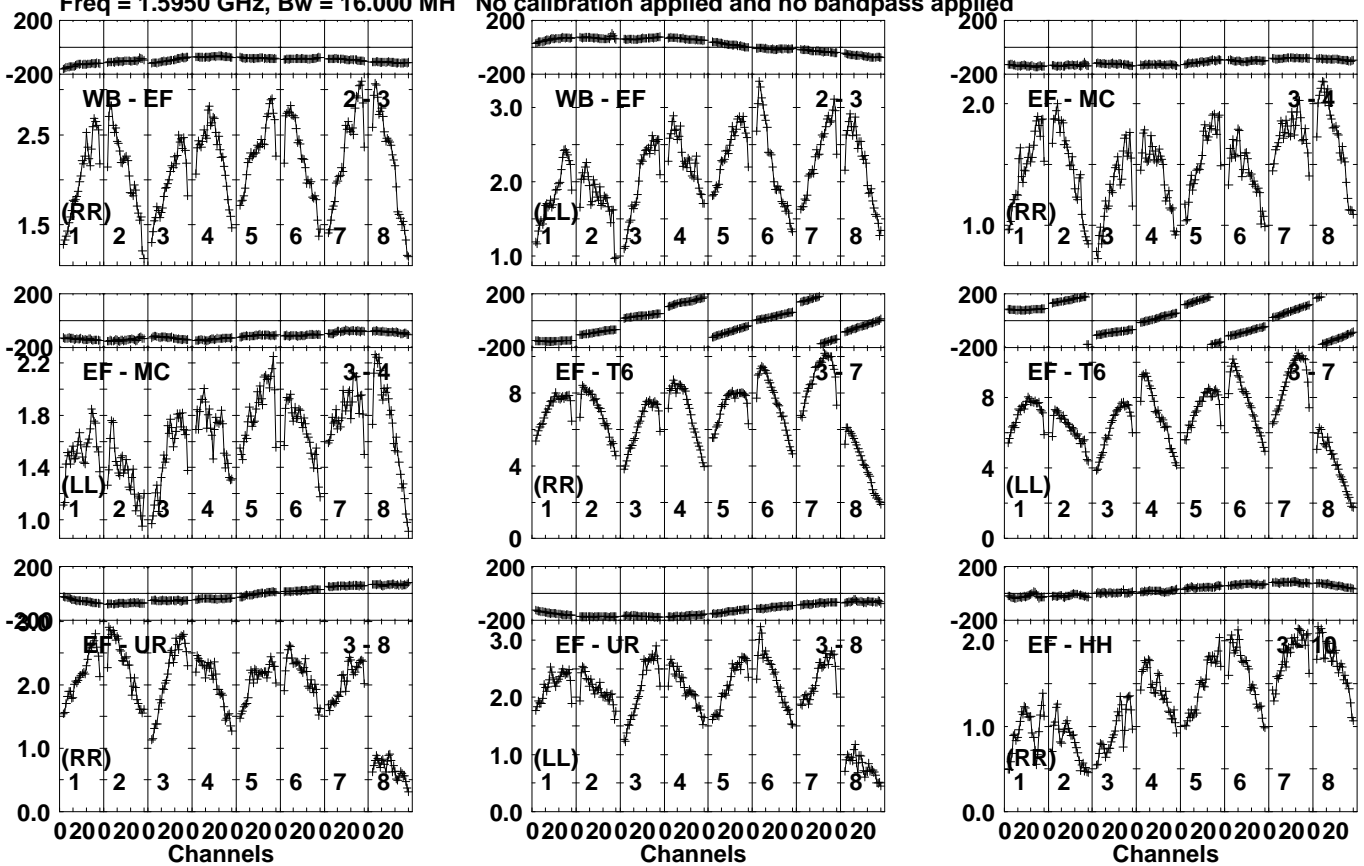 Freq = 1.5950 GHz, Bw = 16.000 MH No calibration applied and no bandpass applied
200 200 200
-200 -200 -200
WB - EF 2 - 3 WB - EF 2 - 3 EF - MC 3 - 4
3.0 2.0
2.5
2.0
1.5 1.0
(RR) (LL) (RR)
1 2 3 4 5 6 7 8 1 2 3 4 5 6 7 8 1 2 3 4 5 6 7 8
1.0
200 200 200
-200 -200 -200
2.2
EF - MC 3 - 4 EF - T6 3 - 7 EF - T6 3 - 7
8 8
1.8
1.4
4 4
(LL) (RR) (LL)
1 2 3 4 5 6 7 8 1 2 3 4 5 6 7 8 1 2 3 4 5 6 7 8
1.0
0 0
200 200 200
-200 -200 -200
3.0
EF - UR 3 - 8 EF - UR 3 - 8 EF - HH 3 - 10
3.0 2.0
2.0 2.0
1.0 1.0 1.0
(RR) (LL) (RR)
1 2 3 4 5 6 7 8 1 2 3 4 5 6 7 8 1 2 3 4 5 6 7 8
0.0 0.0 0.0
0 20 0 20 0 20 0 20 0 20 0 20 0 20 0 20 0 20 0 20 0 20 0 20 0 20 0 20 0 20 0 20 0 20 0 20 0 20 0 20 0 20 0 20 0 20 0 20
Channels Channels Channels